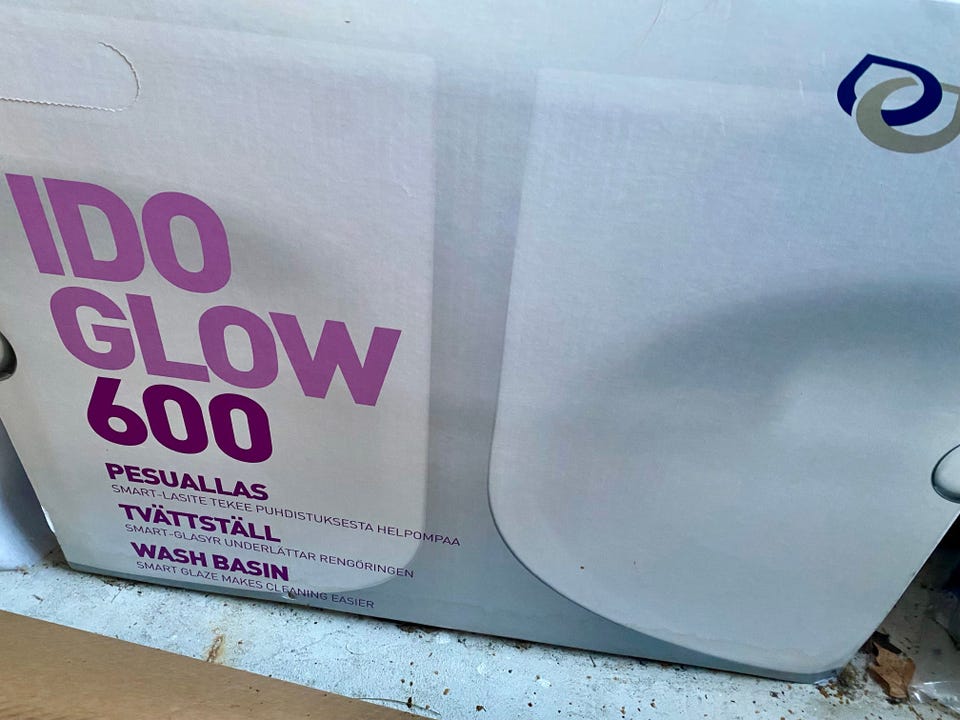 IDO
GLOW
600
PESUALLAS
SMART-LASITE TEKEE PUHDISTUKSESTA HELPOMPAA
TVÄTTSTÄLL
SMART-GLASYR UNDERLÄTTAR RENGÖRINGEN
WASH BASIN
SMART GLAZE MAKES CLEANING EASIER